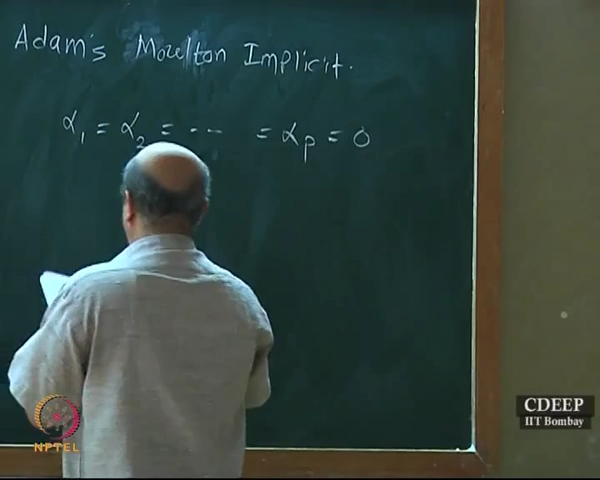 Adam's Moulton Implicit.
α₁ = α₂ = -- = αₚ = 0
CDEEP
IIT Bombay
NPTEL